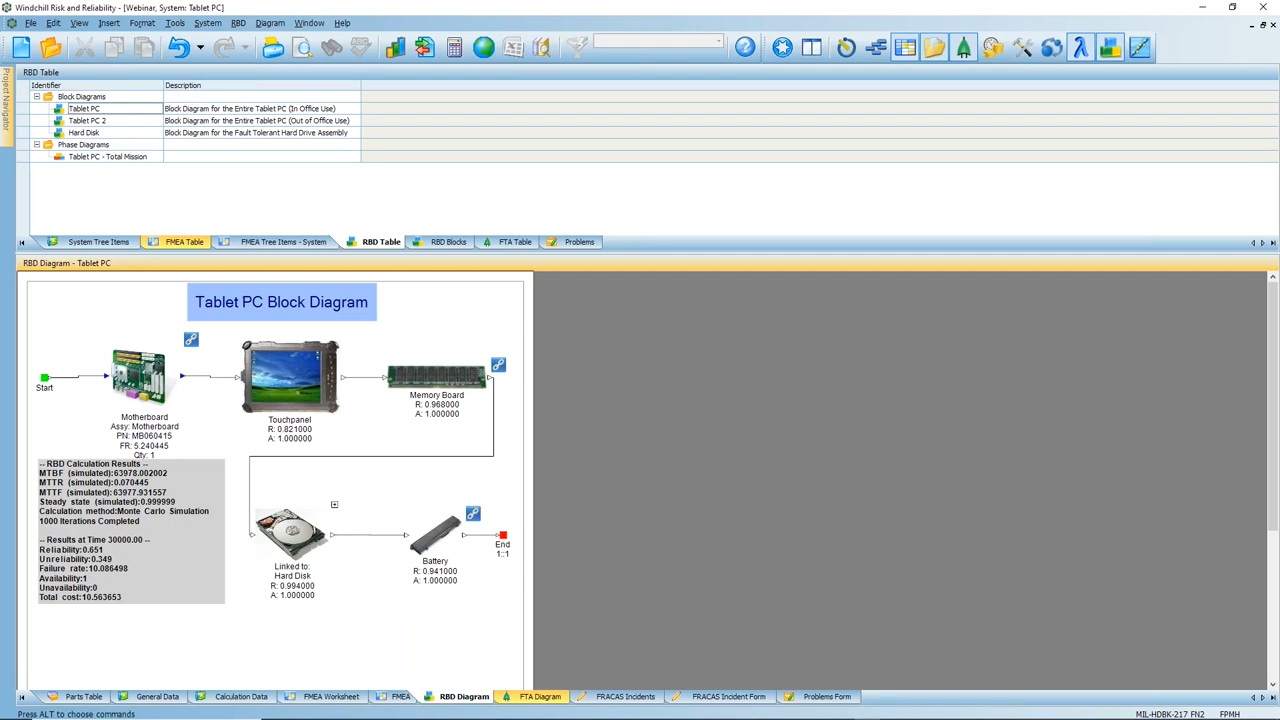 Windchill Risk and Reliability - [Webinar, System: Tablet PC]
File Edit View Insert Format Tools System RBD Diagram Window Help
Project Navigator
RBD Table
Identifier Description
Block Diagrams
Tablet PC Block Diagram for the Entire Tablet PC (In Office Use)
Tablet PC 2 Block Diagram for the Entire Tablet PC (Out of Office Use)
Hard Disk Block Diagram for the Fault Tolerant Hard Drive Assembly
Phase Diagrams
Tablet PC - Total Mission
System Tree Items FMEA Table FMEA Tree Items - System RBD Table RBD Blocks FTA Table Problems
RBD Diagram - Tablet PC
Tablet PC Block Diagram
Start
Motherboard
Assy: Motherboard
PN: MB060415
FR: 5.240445
Qty: 1
Touchpanel
R: 0.821000
A: 1.000000
Memory Board
R: 0.968000
A: 1.000000
-- RBD Calculation Results --
MTBF (simulated):63978.002002
MTTR (simulated):0.070445
MTTF (simulated):63977.931557
Steady state (simulated):0.999999
Calculation method:Monte Carlo Simulation
1000 Iterations Completed
-- Results at Time 30000.00 --
Reliability:0.651
Unreliability:0.349
Failure rate:10.086498
Availability:1
Unavailability:0
Total cost:10.563653
Linked to:
Hard Disk
R: 0.994000
A: 1.000000
Battery
R: 0.941000
A: 1.000000
End
1::1
Parts Table General Data Calculation Data FMEA Worksheet FMEA RBD Diagram FTA Diagram FRACAS Incidents FRACAS Incident Form Problems Form
Press ALT to choose commands
MIL-HDBK-217 FN2 FPMH